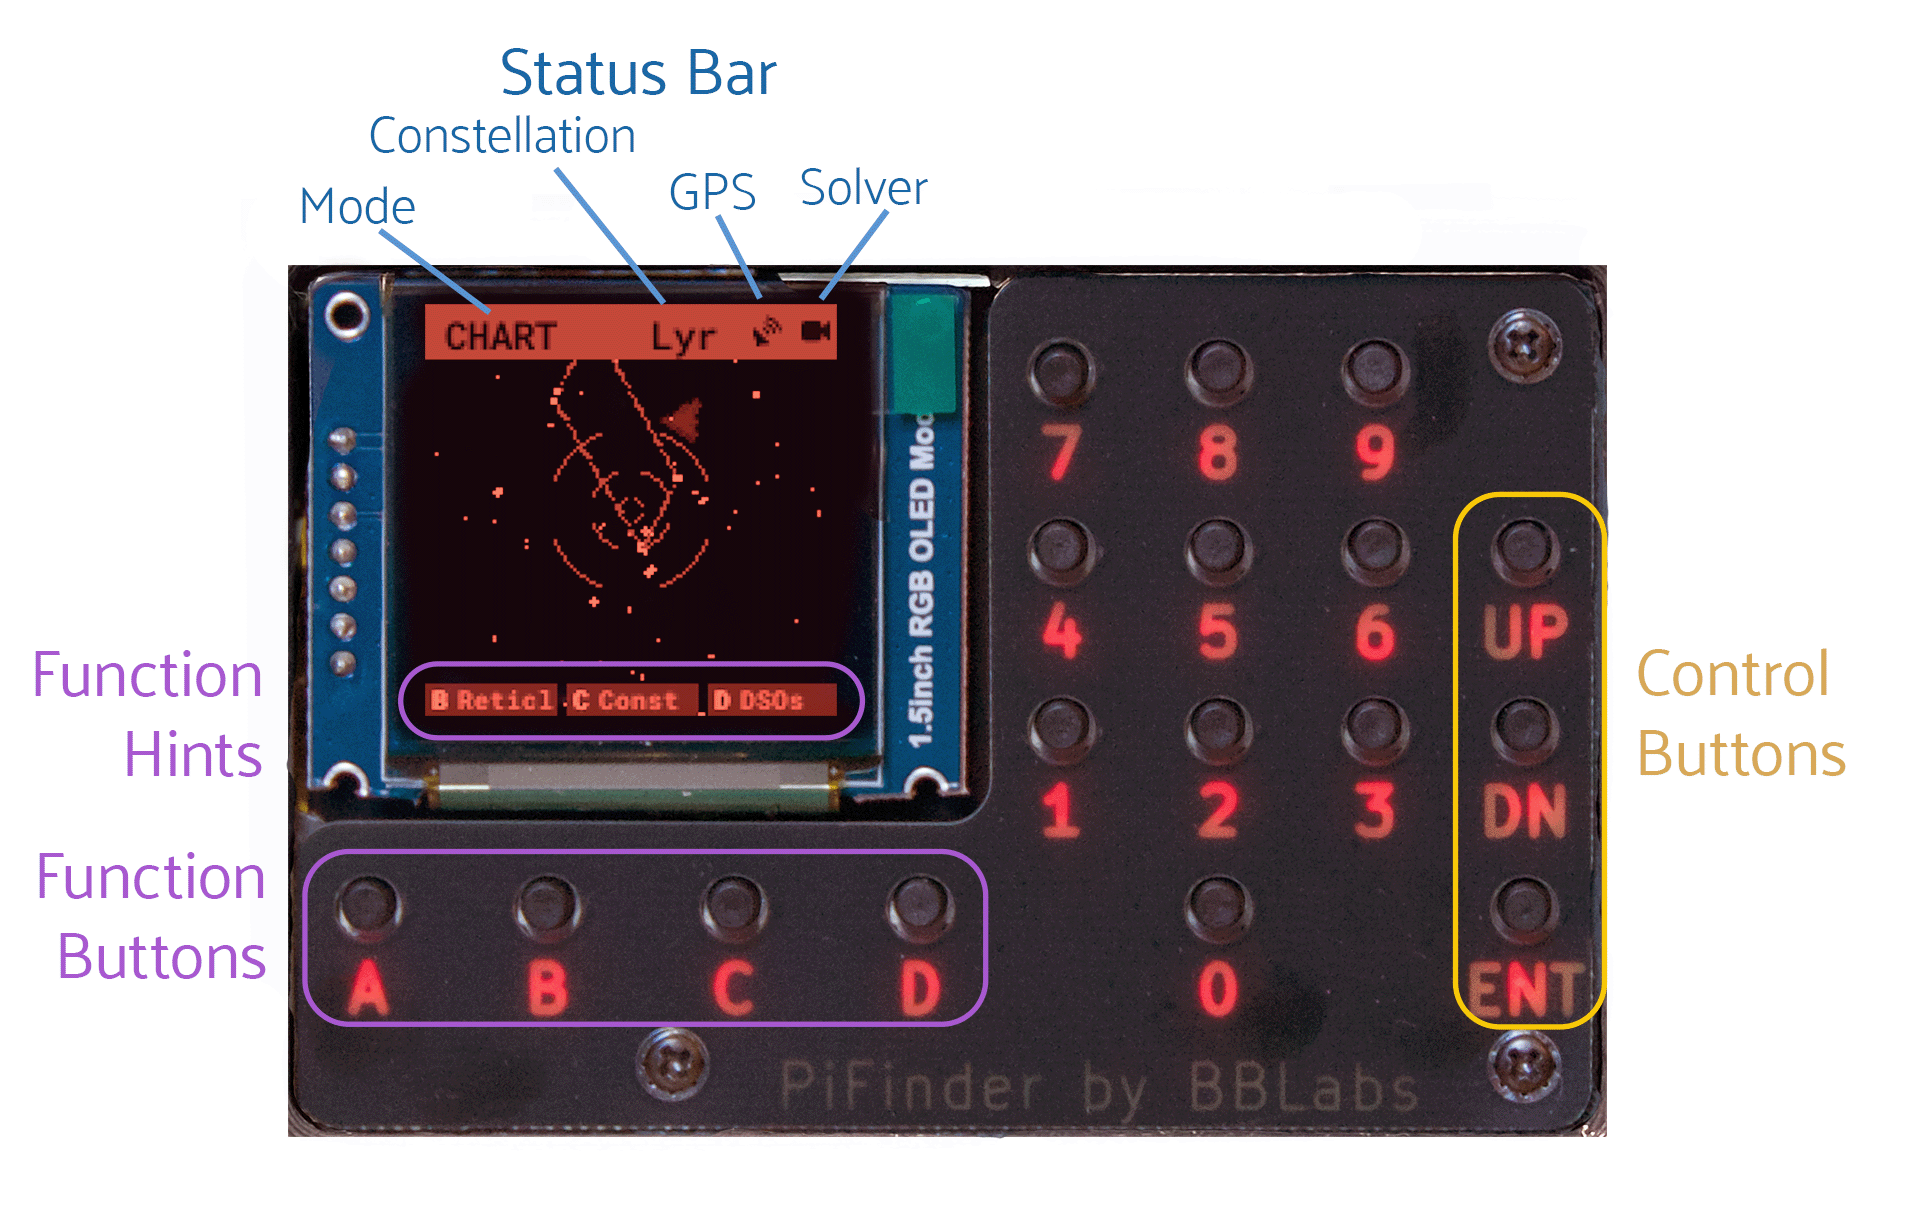 Status Bar
Constellation
Mode
GPS
Solver
CHART Lyr
B Reticl C Const D DSOs
1.5inch RGB OLED
7 8 9
4 5 6 UP
1 2 3 DN
A B C D 0 ENT
PiFinder by BBLabs
Function
Hints
Function
Buttons
Control
Buttons